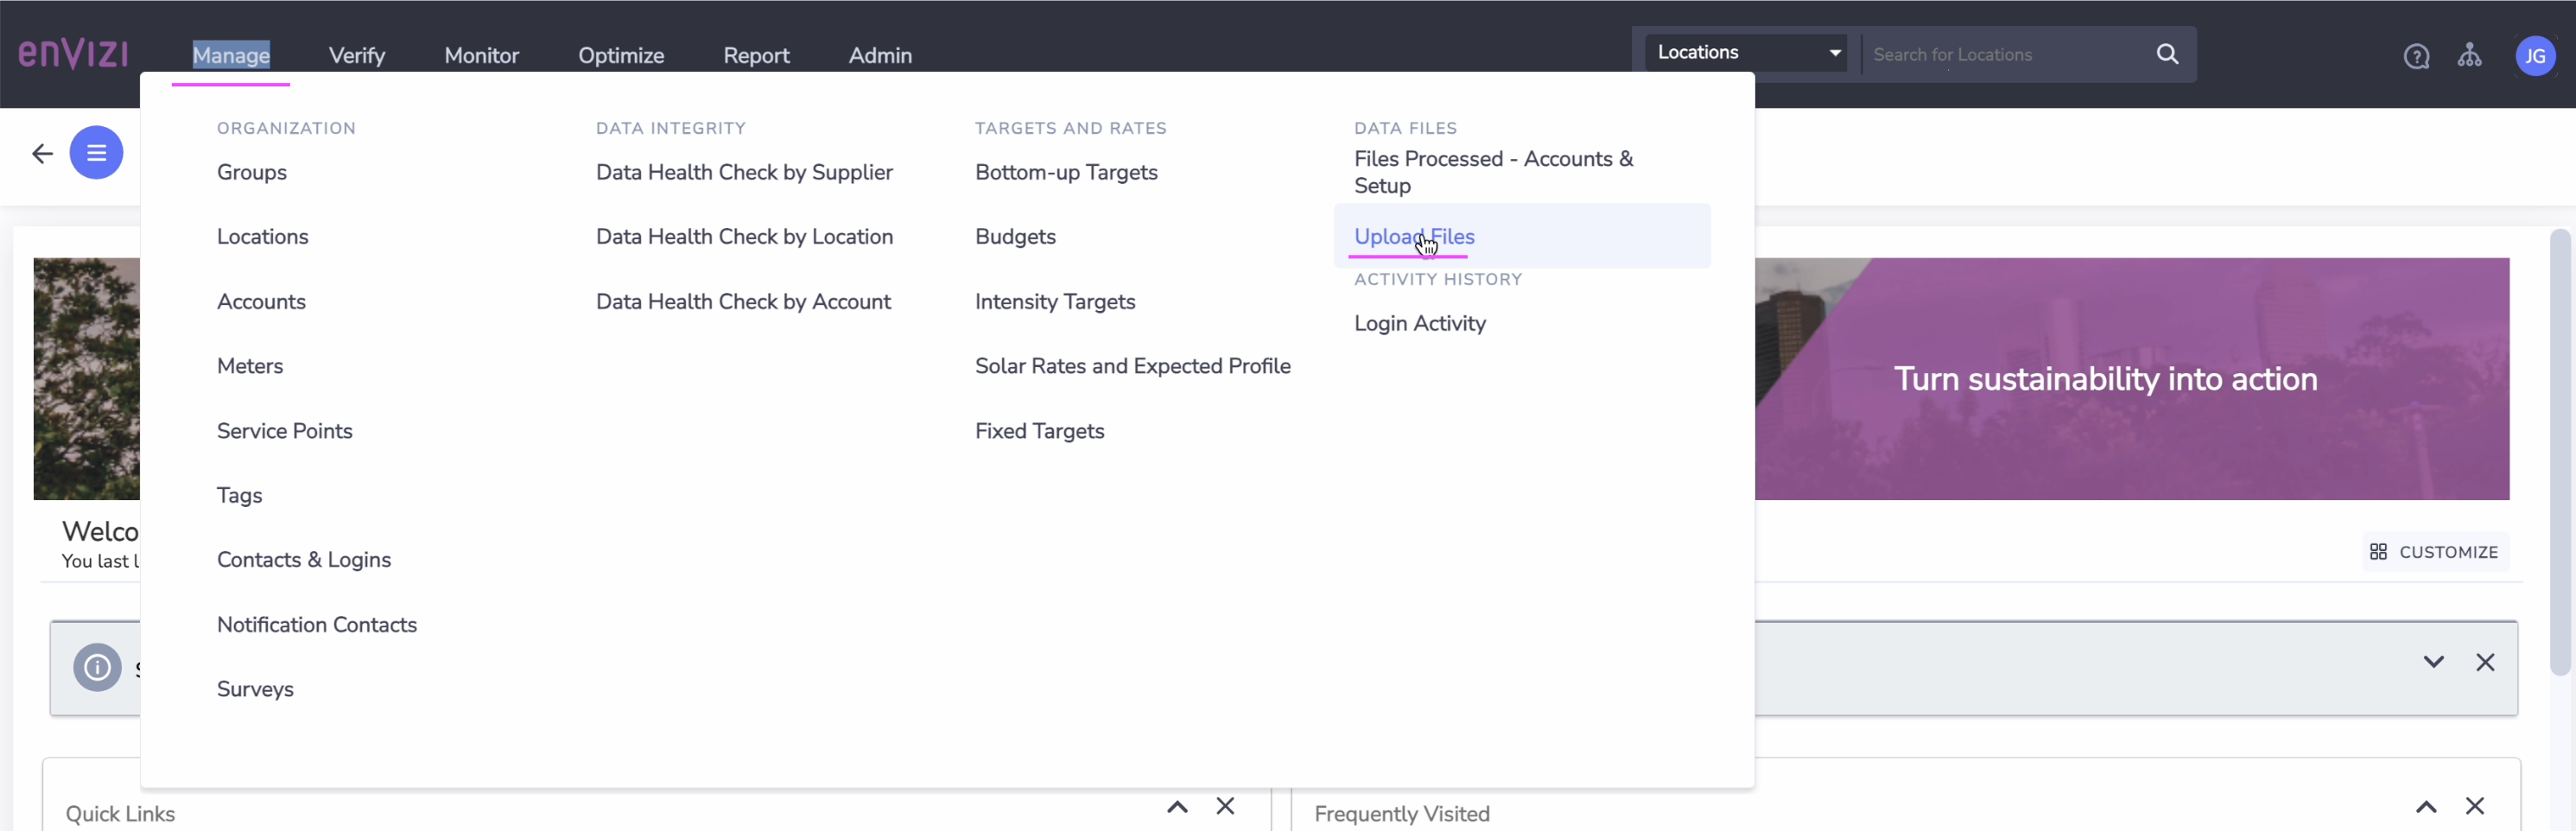 enVIZI
Manage
Verify
Monitor
Optimize
Report
Admin
Locations
Search for Locations
JG
ORGANIZATION
Groups
Locations
Accounts
Meters
Service Points
Tags
Contacts & Logins
Notification Contacts
Surveys
DATA INTEGRITY
Data Health Check by Supplier
Data Health Check by Location
Data Health Check by Account
TARGETS AND RATES
Bottom-up Targets
Budgets
Intensity Targets
Solar Rates and Expected Profile
Fixed Targets
DATA FILES
Files Processed - Accounts &
Setup
Upload Files
ACTIVITY HISTORY
Login Activity
Turn sustainability into action
Welco
You last l
CUSTOMIZE
Quick Links
Frequently Visited